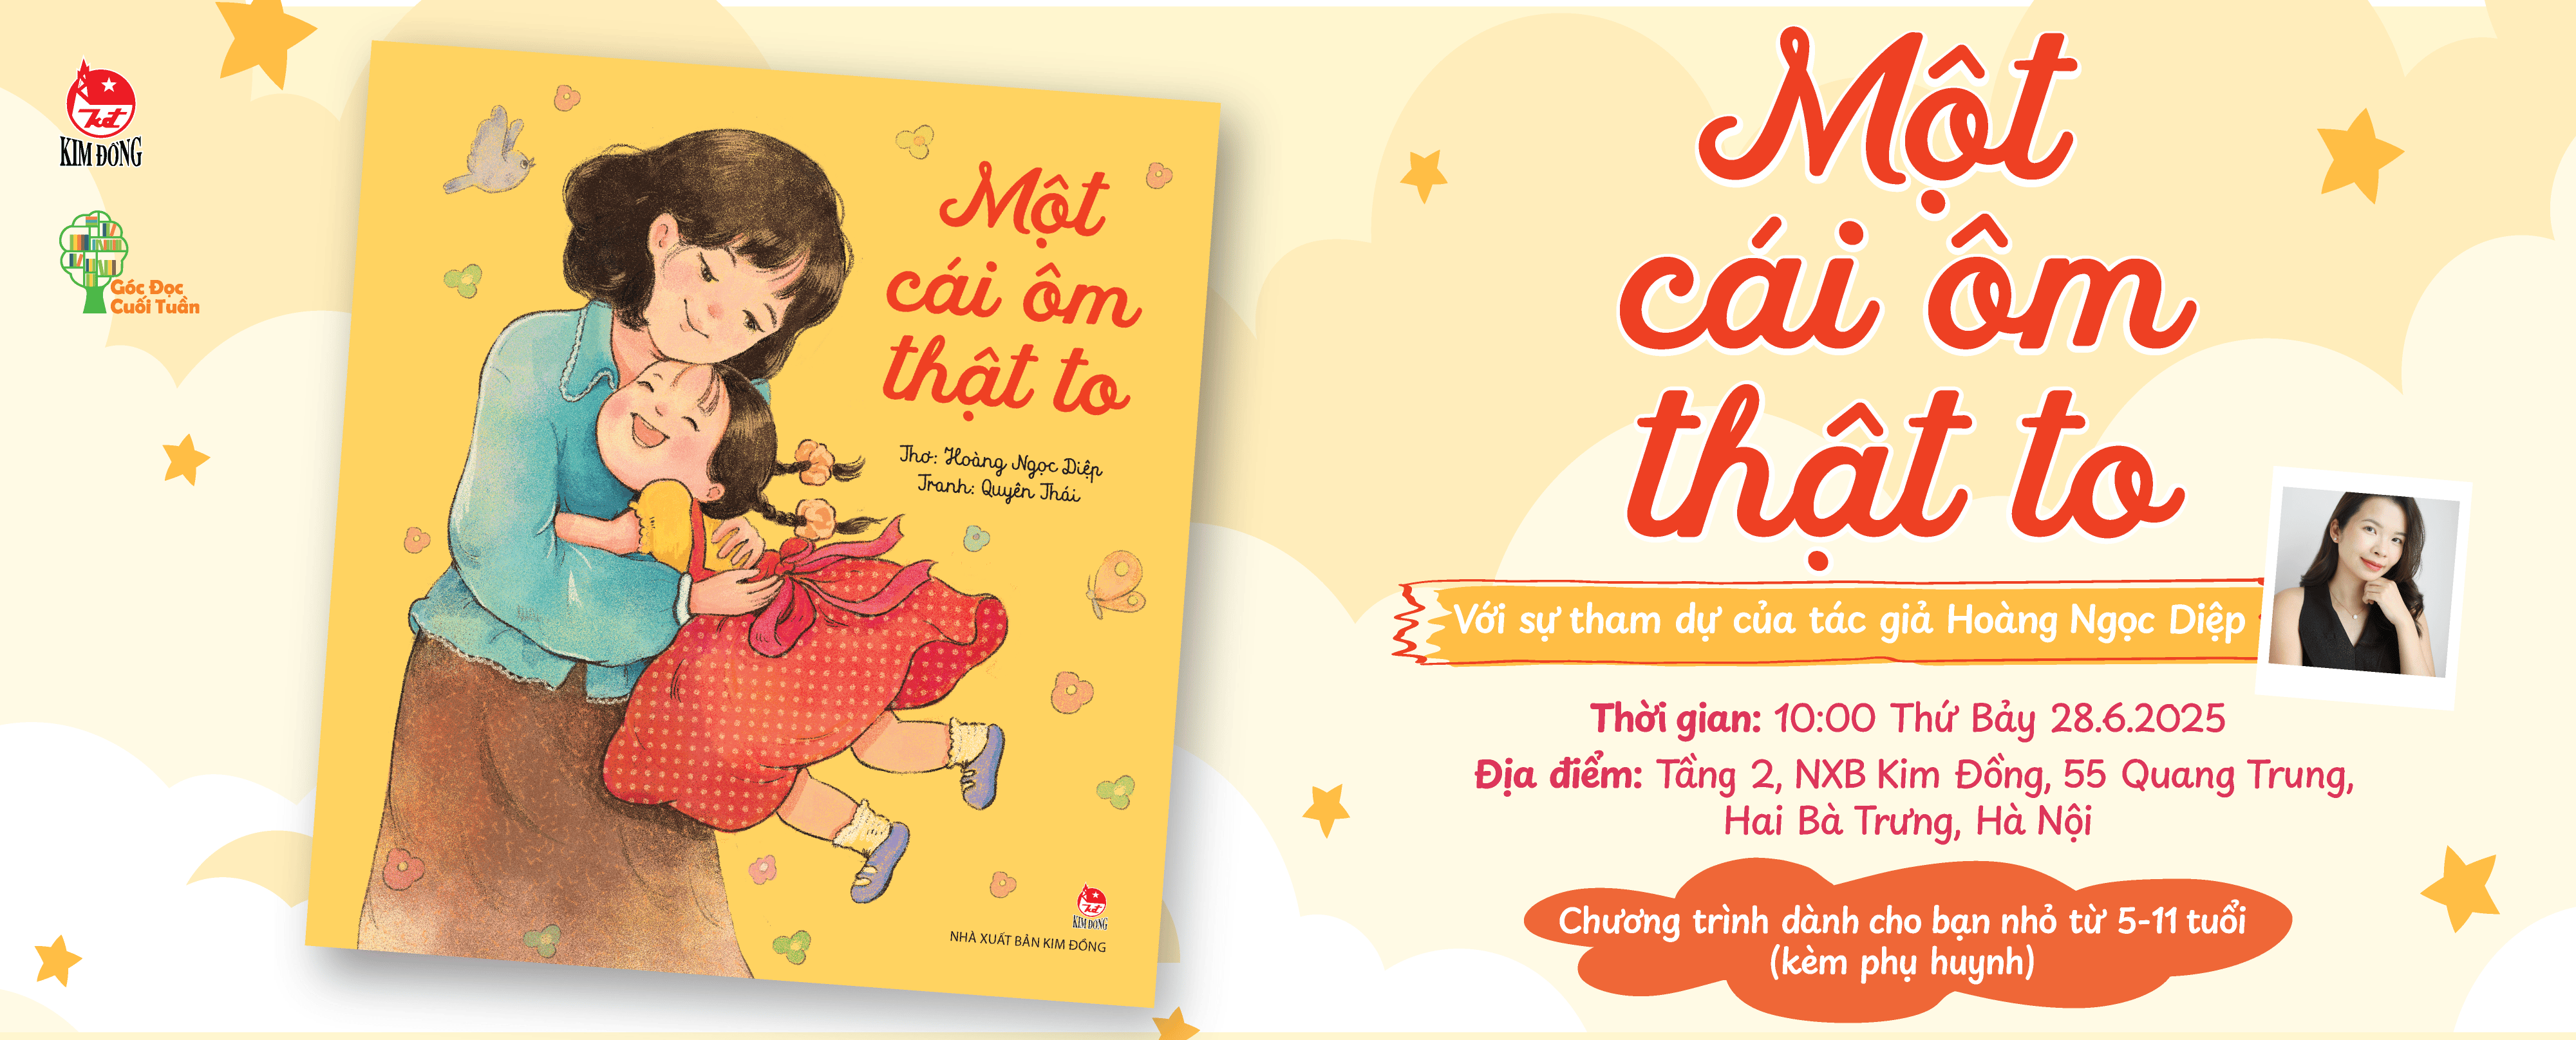 KIM ĐỒNG
Góc Đọc
Cuối Tuần
Một
cái ôm
thật to
Thơ: Hoàng Ngọc Diệp
Tranh: Quyên Thái
KIM ĐỒNG
NHÀ XUẤT BẢN KIM ĐỒNG
Một
cái ôm
thật to
Với sự tham dự của tác giả Hoàng Ngọc Diệp
Thời gian: 10:00 Thứ Bảy 28.6.2025
Địa điểm: Tầng 2, NXB Kim Đồng, 55 Quang Trung,
Hai Bà Trưng, Hà Nội
Chương trình dành cho bạn nhỏ từ 5-11 tuổi
(kèm phụ huynh)